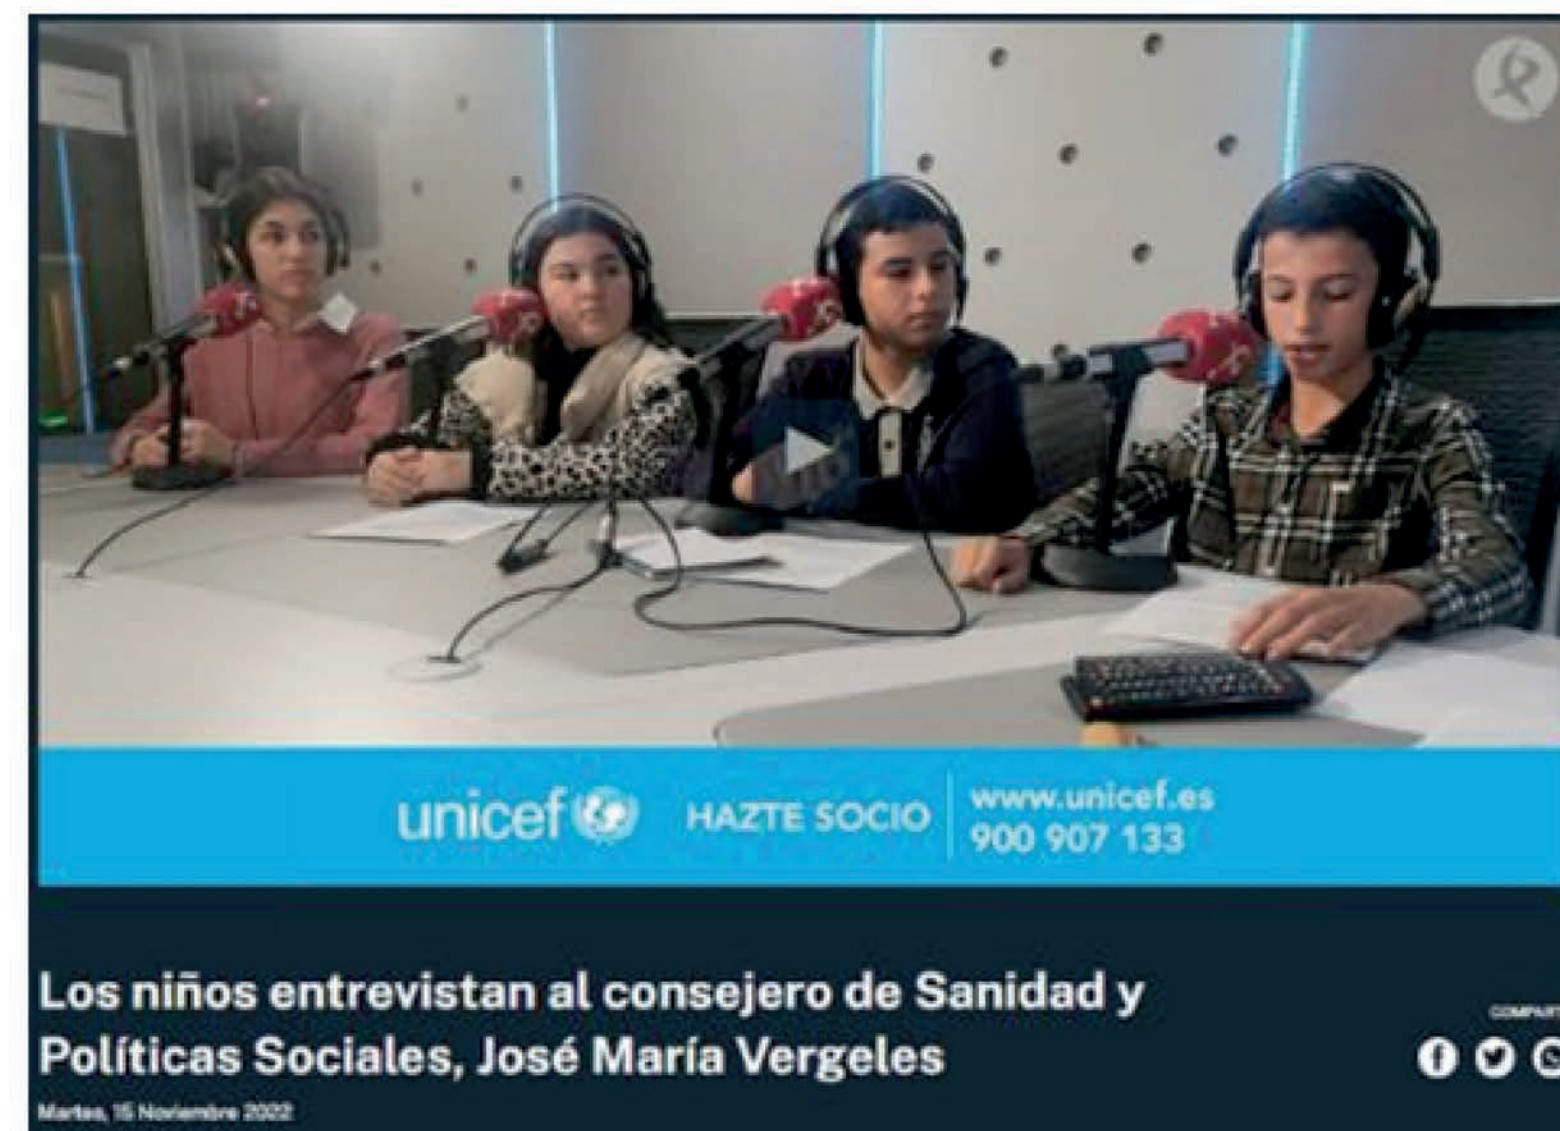 unicef
HAZTE SOCIO
www.unicef.es
900 907 133
Los niños entrevistan al consejero de Sanidad y
Políticas Sociales, José María Vergeles
Martes, 15 Noviembre 2022
COMPART